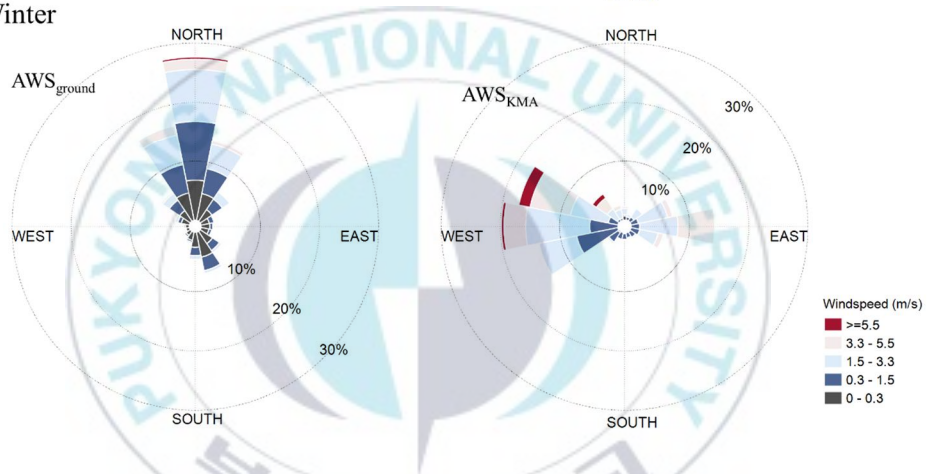 Winter
NORTH
AWSground
WEST
EAST
10%
20%
30%
SOUTH
NORTH
AWSKMA
30%
20%
10%
WEST
EAST
SOUTH
Windspeed (m/s)
>=5.5
3.3 - 5.5
1.5 - 3.3
0.3 - 1.5
0 - 0.3
PUKYONG NATIONAL UNIVERSITY